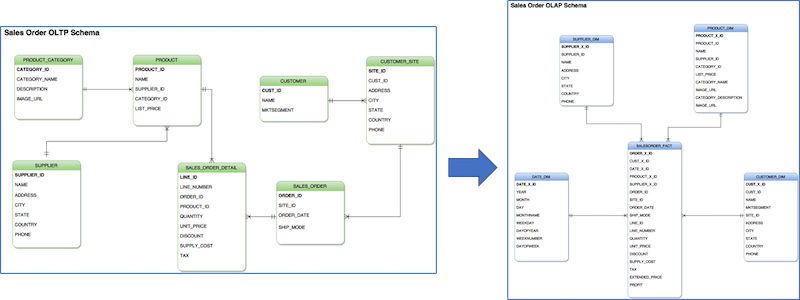 Sales Order OLTP Schema
PRODUCT_CATEGORY
CATEGORY_ID
CATEGORY_NAME
DESCRIPTION
IMAGE_URL
PRODUCT
PRODUCT_ID
NAME
SUPPLIER_ID
CATEGORY_ID
LIST_PRICE
CUSTOMER
CUST_ID
NAME
MKTSEGMENT
CUSTOMER_SITE
SITE_ID
CUST_ID
ADDRESS
CITY
STATE
COUNTRY
PHONE
SUPPLIER
SUPPLIER_ID
NAME
ADDRESS
CITY
STATE
COUNTRY
PHONE
SALES_ORDER_DETAIL
LINE_ID
LINE_NUMBER
ORDER_ID
PRODUCT_ID
QUANTITY
UNIT_PRICE
DISCOUNT
SUPPLY_COST
TAX
SALES_ORDER
ORDER_ID
SITE_ID
ORDER_DATE
SHIP_MODE
Sales Order OLAP Schema
SUPPLIER_DIM
SUPPLIER_X_ID
SUPPLIER_ID
NAME
ADDRESS
CITY
STATE
COUNTRY
PHONE
PRODUCT_DIM
PRODUCT_X_ID
PRODUCT_ID
NAME
SUPPLIER_ID
CATEGORY_ID
LIST_PRICE
CATEGORY_NAME
IMAGE_URL
CATEGORY_DESCRIPTION
IMAGE_URL
DATE_DIM
DATE_X_ID
YEAR
MONTH
DAY
MONTHNAME
WEEKDAY
DAYOFYEAR
WEEKNUMBER
DAYOFWEEK
SALESORDER_FACT
ORDER_X_ID
CUST_X_ID
DATE_X_ID
PRODUCT_X_ID
SUPPLIER_X_ID
ORDER_ID
SITE_ID
ORDER_DATE
SHIP_MODE
LINE_ID
LINE_NUMBER
QUANTITY
UNIT_PRICE
DISCOUNT
SUPPLY_COST
TAX
EXTENDED_PRICE
PROFIT
CUSTOMER_DIM
CUST_X_ID
CUST_ID
NAME
MKTSEGMENT
SITE_ID
ADDRESS
CITY
STATE
COUNTRY
PHONE